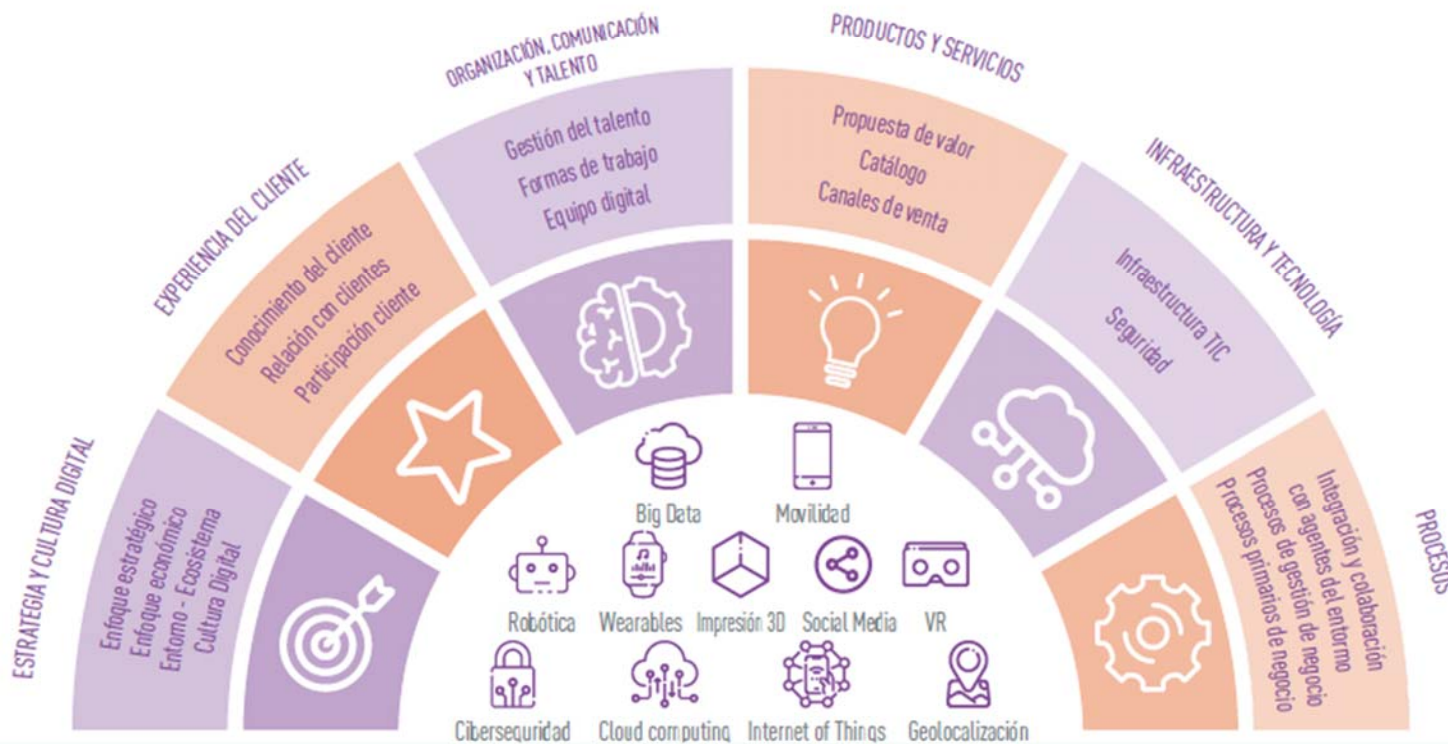 ESTRATEGIA Y CULTURA DIGITAL
Enfoque estratégico
Enfoque económico
Entorno - Ecosistema
Cultura Digital
EXPERIENCIA DEL CLIENTE
Conocimiento del cliente
Relación con clientes
Participación cliente
ORGANIZACIÓN, COMUNICACIÓN
Y TALENTO
Gestión del talento
Formas de trabajo
Equipo digital
PRODUCTOS Y SERVICIOS
Propuesta de valor
Catálogo
Canales de venta
INFRAESTRUCTURA Y TECNOLOGÍA
Infraestructura TIC
Seguridad
PROCESOS
Integración y colaboración
con agentes del entormo
Procesos de gestión de negocio
Procesos primarios de negocio
Big Data
Movilidad
Robótica
Wearables
Impresión 3D
Social Media
VR
Ciberseguridad
Cloud computing
Internet of Things
Geolocalización